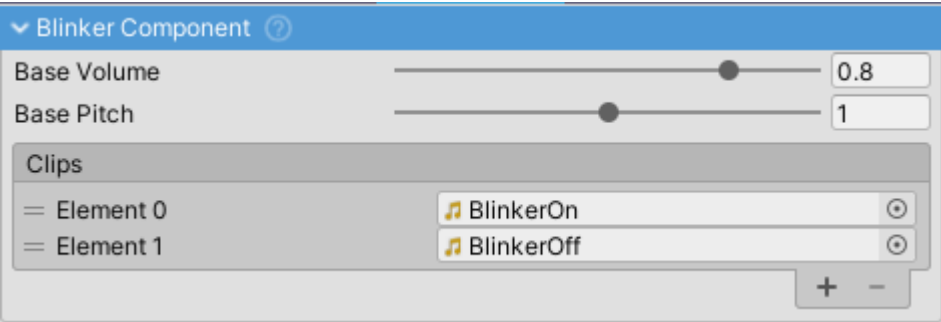 Blinker Component ?
Base Volume 0.8
Base Pitch 1
Clips
Element 0 BlinkerOn
Element 1 BlinkerOff
+ −